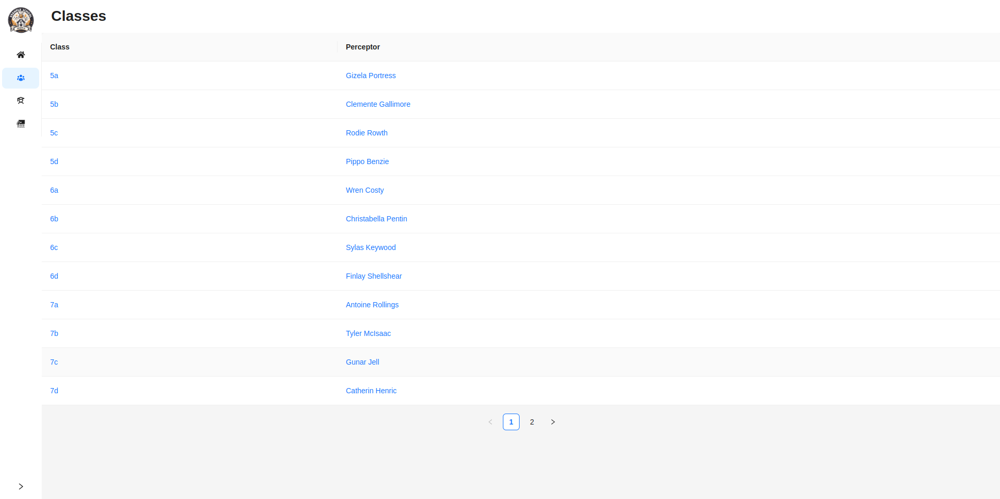 EXAMPLE SCHOOL
Classes
Class Perceptor
5a Gizela Portress
5b Clemente Gallimore
5c Rodie Rowth
5d Pippo Benzie
6a Wren Costy
6b Christabella Pentin
6c Sylas Keywood
6d Finlay Shellshear
7a Antoine Rollings
7b Tyler McIsaac
7c Gunar Jell
7d Catherin Henric
1 2